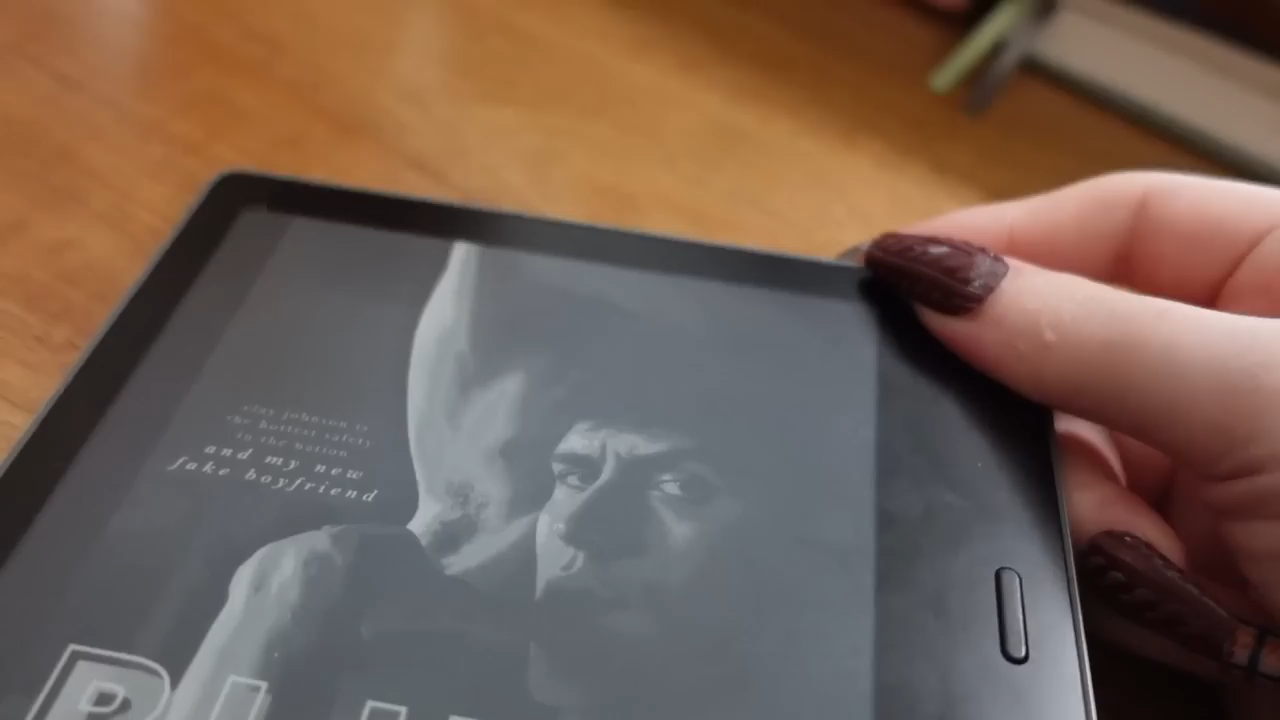 clay johnson is
the hottest safety
in the nation
and my new
fake boyfriend